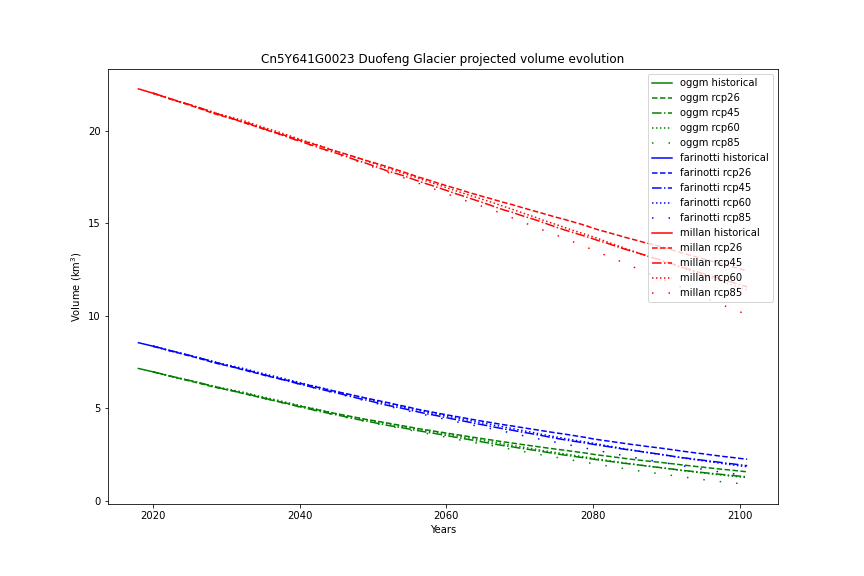 Cn5Y641G0023 Duofeng Glacier projected volume evolution
oggm historical
oggm rcp26
oggm rcp45
oggm rcp60
oggm rcp85
farinotti historical
farinotti rcp26
farinotti rcp45
farinotti rcp60
farinotti rcp85
millan historical
millan rcp26
millan rcp45
millan rcp60
millan rcp85
Volume (km³)
20
15
10
5
0
2020 2040 2060 2080 2100
Years